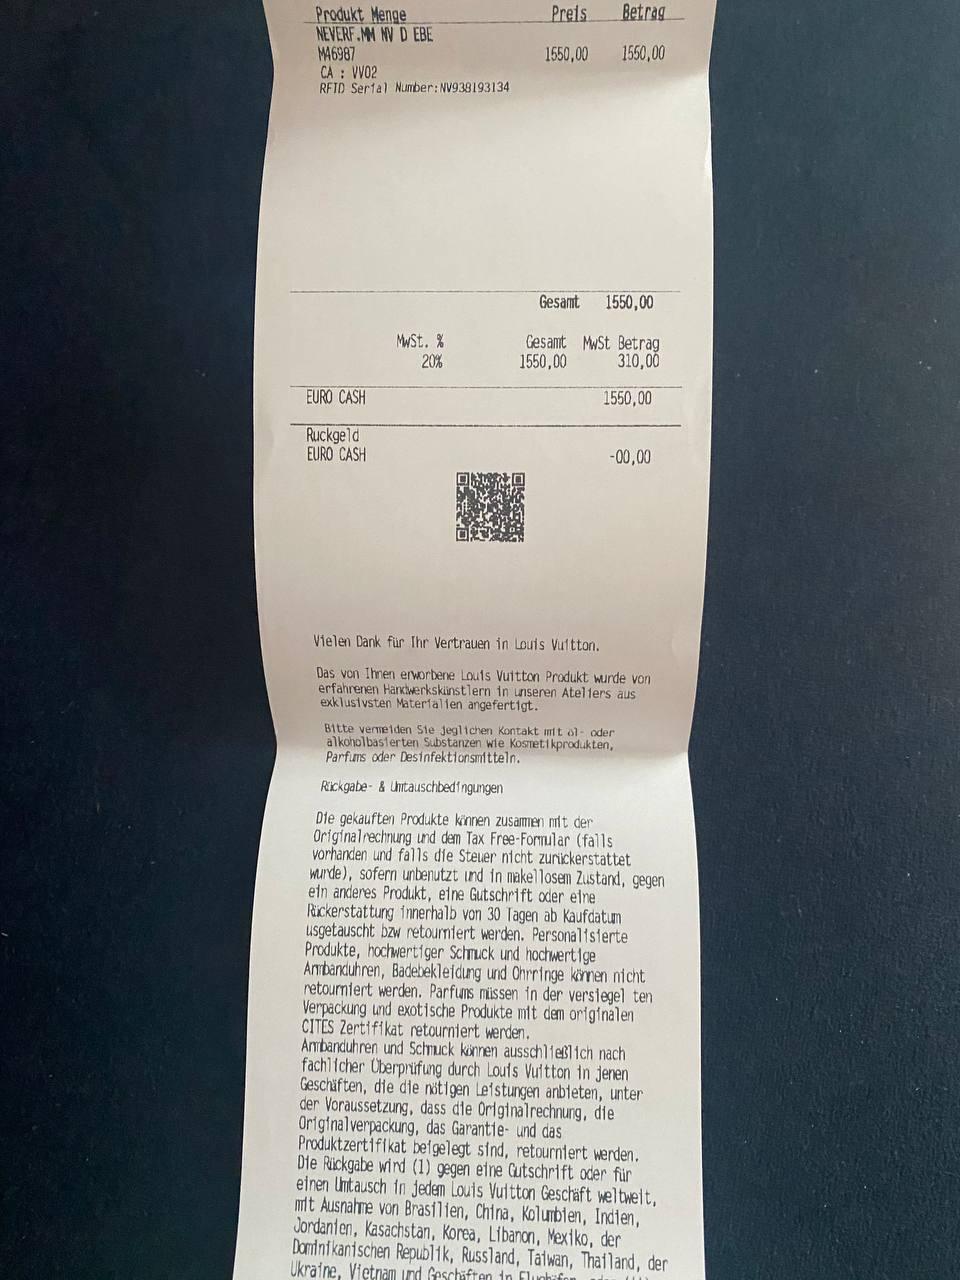 Produkt Menge Preis Betrag
NEVERF.MM NV D EBE
MA6987 1550,00 1550,00
CA : VV02
RFID Serial Number:NV938193134
Gesamt 1550,00
MwSt. % Gesamt MwSt Betrag
20% 1550,00 310,00
EURO CASH 1550,00
Ruckgeld
EURO CASH -00,00
Vielen Dank für Ihr Vertrauen in Louis Vuitton.
Das von Ihnen erworbene Louis Vuitton Produkt wurde von
erfahrenen Handwerkskünstlern in unseren Ateliers aus
exklusivsten Materialien angefertigt.
Bitte vermeiden Sie jeglichen Kontakt mit öl- oder
alkoholbasierten Substanzen wie Kosmetikprodukten,
Parfums oder Desinfektionsmitteln.
Rückgabe- & Umtauschbedingungen
Die gekauften Produkte können zusammen mit der
Originalrechnung und dem Tax Free-Formular (falls
vorhanden und falls die Steuer nicht zurückerstattet
wurde), sofern unbenutzt und in makellosem Zustand, gegen
ein anderes Produkt, eine Gutschrift oder eine
Rückerstattung innerhalb von 30 Tagen ab Kaufdatum
usgetauscht bzw retourniert werden. Personalisierte
Produkte, hochwertiger Schmuck und hochwertige
Armbanduhren, Badebekleidung und Ohrringe können nicht
retourniert werden. Parfums müssen in der versiegel ten
Verpackung und exotische Produkte mit dem originalen
CITES Zertifikat retourniert werden.
Armbanduhren und Schmuck können ausschließlich nach
fachlicher Überprüfung durch Louis Vuitton in jenen
Geschäften, die die nötigen Leistungen anbieten, unter
der Voraussetzung, dass die Originalrechnung, die
Originalverpackung, das Garantie- und das
Produktzertifikat beigelegt sind, retourniert werden.
Die Rückgabe wird (1) gegen eine Gutschrift oder für
einen Umtausch in jedem Louis Vuitton Geschäft weltweit,
mit Ausnahme von Brasilien, China, Kolumbien, Indien,
Jordanien, Kasachstan, Korea, Libanon, Mexiko, der
Dominikanischen Republik, Russland, Taiwan, Thailand, der
Ukraine, Vietnam und Geschäften in Flughäfen